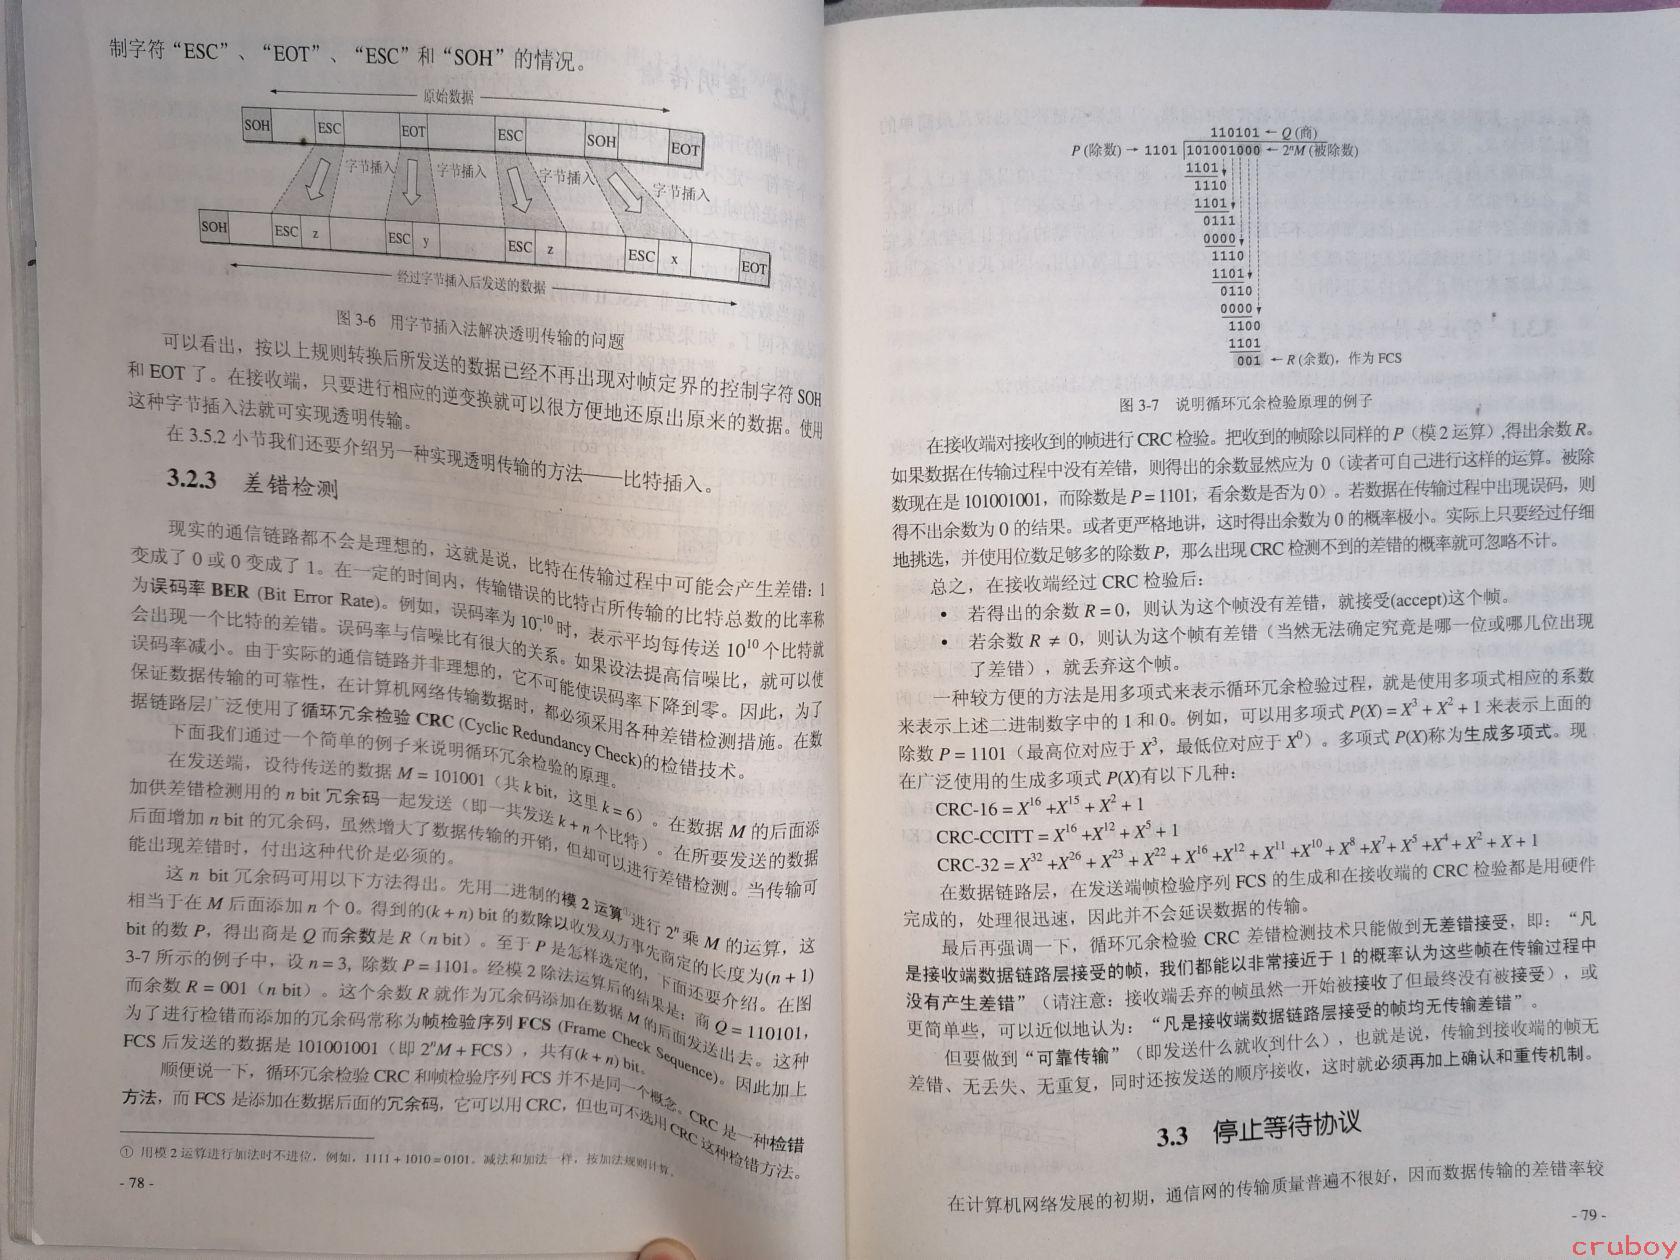 制字符“ESC”、“EOT”、“ESC”和“SOH”的情况。
原始数据
SOH ESC EOT ESC SOH EOT
字节插入 字节插入 字节插入 字节插入
SOH ESC z ESC y ESC z ESC x EOT
经过字节插入后发送的数据
图 3-6 用字节插入法解决透明传输的问题
可以看出，按以上规则转换后所发送的数据已经不再出现对帧定界的控制字符 SOH
和 EOT 了。在接收端，只要进行相应的逆变换就可以很方便地还原出原来的数据。使用
这种字节插入法就可实现透明传输。
在 3.5.2 小节我们还要介绍另一种实现透明传输的方法——比特插入。
3.2.3 差错检测
现实的通信链路都不会是理想的，这就是说，比特在传输过程中可能会产生差错：1
变成了 0 或 0 变成了 1。在一定的时间内，传输错误的比特占所传输的比特总数的比率称
为误码率 BER (Bit Error Rate)。例如，误码率为 10⁻¹⁰ 时，表示平均每传送 10¹⁰ 个比特就
会出现一个比特的差错。误码率与信噪比有很大的关系。如果设法提高信噪比，就可以使
误码率减小。由于实际的通信链路并非理想的，它不可能使误码率下降到零。因此，为了
保证数据传输的可靠性，在计算机网络传输数据时，都必须采用各种差错检测措施。在数
据链路层广泛使用了循环冗余检验 CRC (Cyclic Redundancy Check)的检错技术。
下面我们通过一个简单的例子来说明循环冗余检验的原理。
在发送端，设待传送的数据 M = 101001（共 k bit，这里 k = 6）。在数据 M 的后面添
加供差错检测用的 n bit 冗余码一起发送（即一共发送 k + n 个比特）。在所要发送的数据
后面增加 n bit 的冗余码，虽然增大了数据传输的开销，但却可以进行差错检测。当传输可
能出现差错时，付出这种代价是必须的。
这 n bit 冗余码可用以下方法得出。先用二进制的模 2 运算①进行 2ⁿ 乘 M 的运算，这
相当于在 M 后面添加 n 个 0。得到的(k + n) bit 的数除以收发双方事先商定的长度为(n + 1)
bit 的数 P，得出商是 Q 而余数是 R（n bit）。至于 P 是怎样选定的，下面还要介绍。在图
3-7 所示的例子中，设 n = 3, 除数 P = 1101。经模 2 除法运算后的结果是：商 Q = 110101，
而余数 R = 001（n bit）。这个余数 R 就作为冗余码添加在数据 M 的后面发送出去。这种
为了进行检错而添加的冗余码常称为帧检验序列 FCS (Frame Check Sequence)。因此加上
FCS 后发送的数据是 101001001（即 2ⁿM + FCS），共有(k + n) bit。
顺便说一下，循环冗余检验 CRC 和帧检验序列 FCS 并不是同一个概念。CRC 是一种检错
方法，而 FCS 是添加在数据后面的冗余码，它可以用 CRC，但也可不选用 CRC 这种检错方法。
① 用模 2 运算进行加法时不进位，例如，1111 + 1010 = 0101。减法和加法一样，按加法规则计算。
- 78 -
110101 ← Q (商)
P (除数) → 1101 101001000 ← 2ⁿM (被除数)
1101
1110
1101
0111
0000
1110
1101
0110
0000
1100
1101
001 ← R (余数)，作为 FCS
图 3-7 说明循环冗余检验原理的例子
在接收端对接收到的帧进行 CRC 检验。把收到的帧除以同样的 P（模 2 运算）,得出余数 R。
如果数据在传输过程中没有差错，则得出的余数显然应为 0（读者可自己进行这样的运算。被除
数现在是 101001001，而除数是 P = 1101，看余数是否为 0）。若数据在传输过程中出现误码，则
得不出余数为 0 的结果。或者更严格地讲，这时得出余数为 0 的概率极小。实际上只要经过仔细
地挑选，并使用位数足够多的除数 P，那么出现 CRC 检测不到的差错的概率就可忽略不计。
总之，在接收端经过 CRC 检验后：
• 若得出的余数 R = 0，则认为这个帧没有差错，就接受(accept)这个帧。
• 若余数 R ≠ 0，则认为这个帧有差错（当然无法确定究竟是哪一位或哪几位出现
了差错），就丢弃这个帧。
一种较方便的方法是用多项式来表示循环冗余检验过程，就是使用多项式相应的系数
来表示上述二进制数字中的 1 和 0。例如，可以用多项式 P(X) = X³ + X² + 1 来表示上面的
除数 P = 1101（最高位对应于 X³，最低位对应于 X⁰）。多项式 P(X)称为生成多项式。现
在广泛使用的生成多项式 P(X)有以下几种：
CRC-16 = X¹⁶ +X¹⁵ + X² + 1
CRC-CCITT = X¹⁶ +X¹² + X⁵ + 1
CRC-32 = X³² +X²⁶ + X²³ + X²² + X¹⁶ +X¹² + X¹¹ +X¹⁰ + X⁸ +X⁷+ X⁵ +X⁴+ X² + X + 1
在数据链路层，在发送端帧检验序列 FCS 的生成和在接收端的 CRC 检验都是用硬件
完成的，处理很迅速，因此并不会延误数据的传输。
最后再强调一下，循环冗余检验 CRC 差错检测技术只能做到无差错接受，即：“凡
是接收端数据链路层接受的帧，我们都能以非常接近于 1 的概率认为这些帧在传输过程中
没有产生差错”（请注意：接收端丢弃的帧虽然一开始被接收了但最终没有被接受），或
更简单些，可以近似地认为：“凡是接收端数据链路层接受的帧均无传输差错”。
但要做到“可靠传输”（即发送什么就收到什么），也就是说，传输到接收端的帧无
差错、无丢失、无重复，同时还按发送的顺序接收，这时就必须再加上确认和重传机制。
3.3 停止等待协议
在计算机网络发展的初期，通信网的传输质量普遍不很好，因而数据传输的差错率较
- 79 -
cruboy